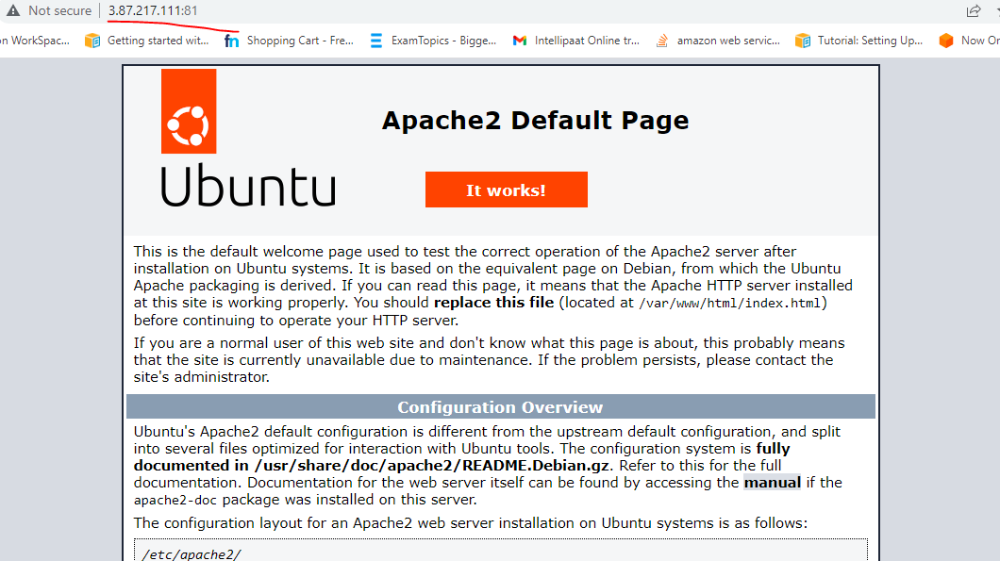 Not secure | 3.87.217.111:81
on WorkSpac... Getting started wit... fn Shopping Cart - Fre... ExamTopics - Bigge... Intellipaat Online tr... amazon web servic... Tutorial: Setting Up... Now Or
Apache2 Default Page
Ubuntu
It works!
This is the default welcome page used to test the correct operation of the Apache2 server after
installation on Ubuntu systems. It is based on the equivalent page on Debian, from which the Ubuntu
Apache packaging is derived. If you can read this page, it means that the Apache HTTP server installed
at this site is working properly. You should replace this file (located at /var/www/html/index.html)
before continuing to operate your HTTP server.
If you are a normal user of this web site and don't know what this page is about, this probably means
that the site is currently unavailable due to maintenance. If the problem persists, please contact the
site's administrator.
Configuration Overview
Ubuntu's Apache2 default configuration is different from the upstream default configuration, and split
into several files optimized for interaction with Ubuntu tools. The configuration system is fully
documented in /usr/share/doc/apache2/README.Debian.gz. Refer to this for the full
documentation. Documentation for the web server itself can be found by accessing the manual if the
apache2-doc package was installed on this server.
The configuration layout for an Apache2 web server installation on Ubuntu systems is as follows:
/etc/apache2/